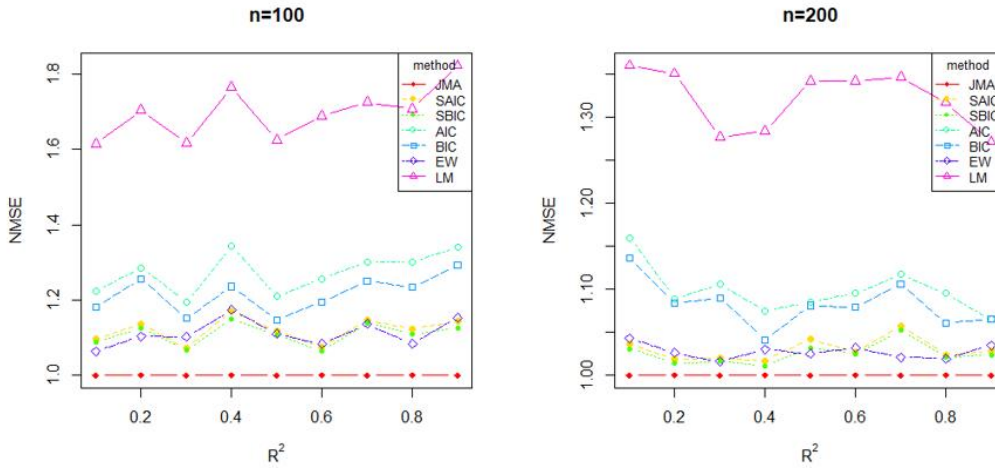 n=100
method
JMA
SAIC
SBIC
AIC
BIC
EW
LM
NMSE
1.8
1.6
1.4
1.2
1.0
0.2 0.4 0.6 0.8
R²
n=200
method
JMA
SAIC
SBIC
AIC
BIC
EW
LM
NMSE
1.30
1.20
1.10
1.00
0.2 0.4 0.6 0.8
R²